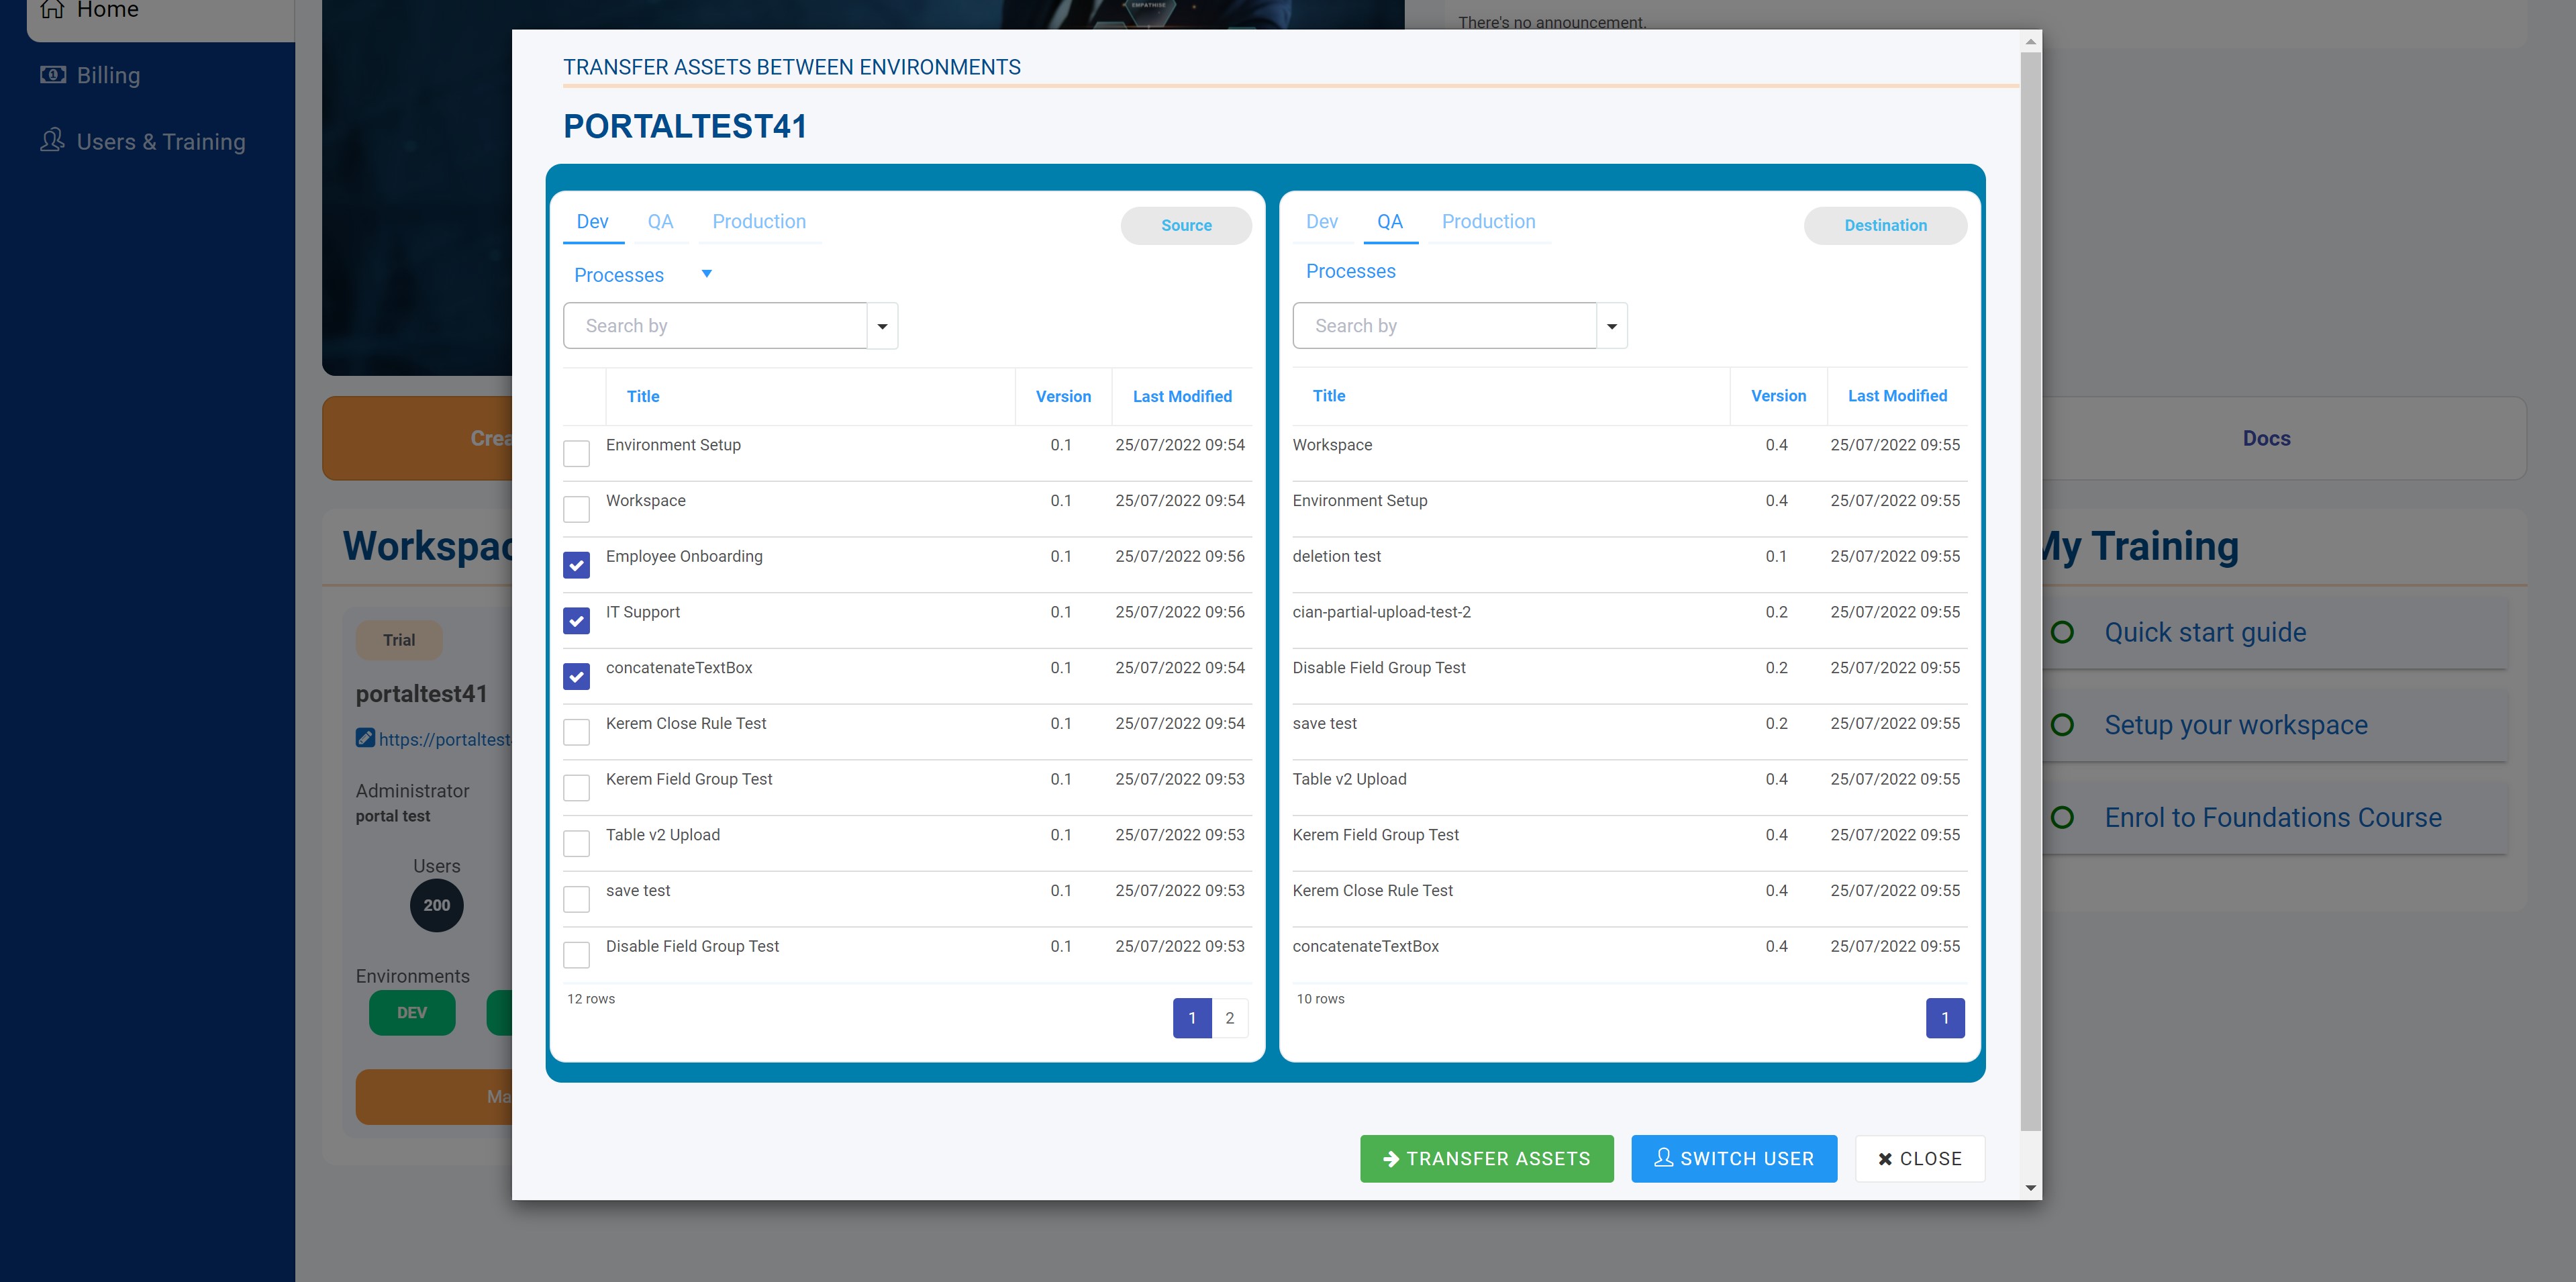 Home
Billing
Users & Training
EMPATHISE
There's no announcement.
TRANSFER ASSETS BETWEEN ENVIRONMENTS
PORTALTEST41
Dev QA Production Source
Processes
Search by
Title Version Last Modified
Environment Setup 0.1 25/07/2022 09:54
Workspace 0.1 25/07/2022 09:54
Employee Onboarding 0.1 25/07/2022 09:56
IT Support 0.1 25/07/2022 09:56
concatenateTextBox 0.1 25/07/2022 09:54
Kerem Close Rule Test 0.1 25/07/2022 09:54
Kerem Field Group Test 0.1 25/07/2022 09:53
Table v2 Upload 0.1 25/07/2022 09:53
save test 0.1 25/07/2022 09:53
Disable Field Group Test 0.1 25/07/2022 09:53
12 rows
1 2
Dev QA Production Destination
Processes
Search by
Title Version Last Modified
Workspace 0.4 25/07/2022 09:55
Environment Setup 0.4 25/07/2022 09:55
deletion test 0.1 25/07/2022 09:55
cian-partial-upload-test-2 0.2 25/07/2022 09:55
Disable Field Group Test 0.2 25/07/2022 09:55
save test 0.2 25/07/2022 09:55
Table v2 Upload 0.4 25/07/2022 09:55
Kerem Field Group Test 0.4 25/07/2022 09:55
Kerem Close Rule Test 0.4 25/07/2022 09:55
concatenateTextBox 0.4 25/07/2022 09:55
10 rows
1
TRANSFER ASSETS SWITCH USER CLOSE
Crea
Docs
Workspac
Trial
portaltest41
https://portaltest
Administrator
portal test
Users
200
Environments
DEV
Ma
My Training
Quick start guide
Setup your workspace
Enrol to Foundations Course